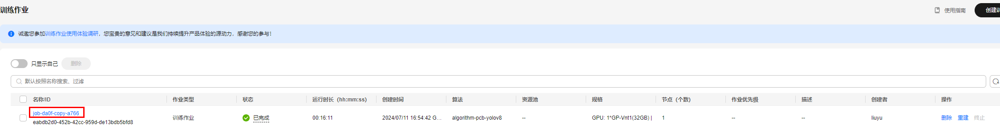 训练作业
使用指南
创建训
诚邀您参加训练作业使用体验调研，您宝贵的意见和建议是我们持续提升产品体验的源动力，感谢您的参与！
只显示自己 删除
默认按照名称搜索、过滤
名称/ID 作业类型 状态 运行时长（hh:mm:ss) 创建时间 算法 资源池 规格 节点（个数） 作业优先级 描述 创建者 操作
job-da0f-copy-a766
eabdb2d0-452b-42cc-959d-de13bdb5bfd8
训练作业 已完成 00:16:11 2024/07/11 16:54:42 G... algorithm-pcb-yolov8 -- GPU: 1*GP-Vnt1(32GB) | 1 -- -- liuyu 删除 重建 终止